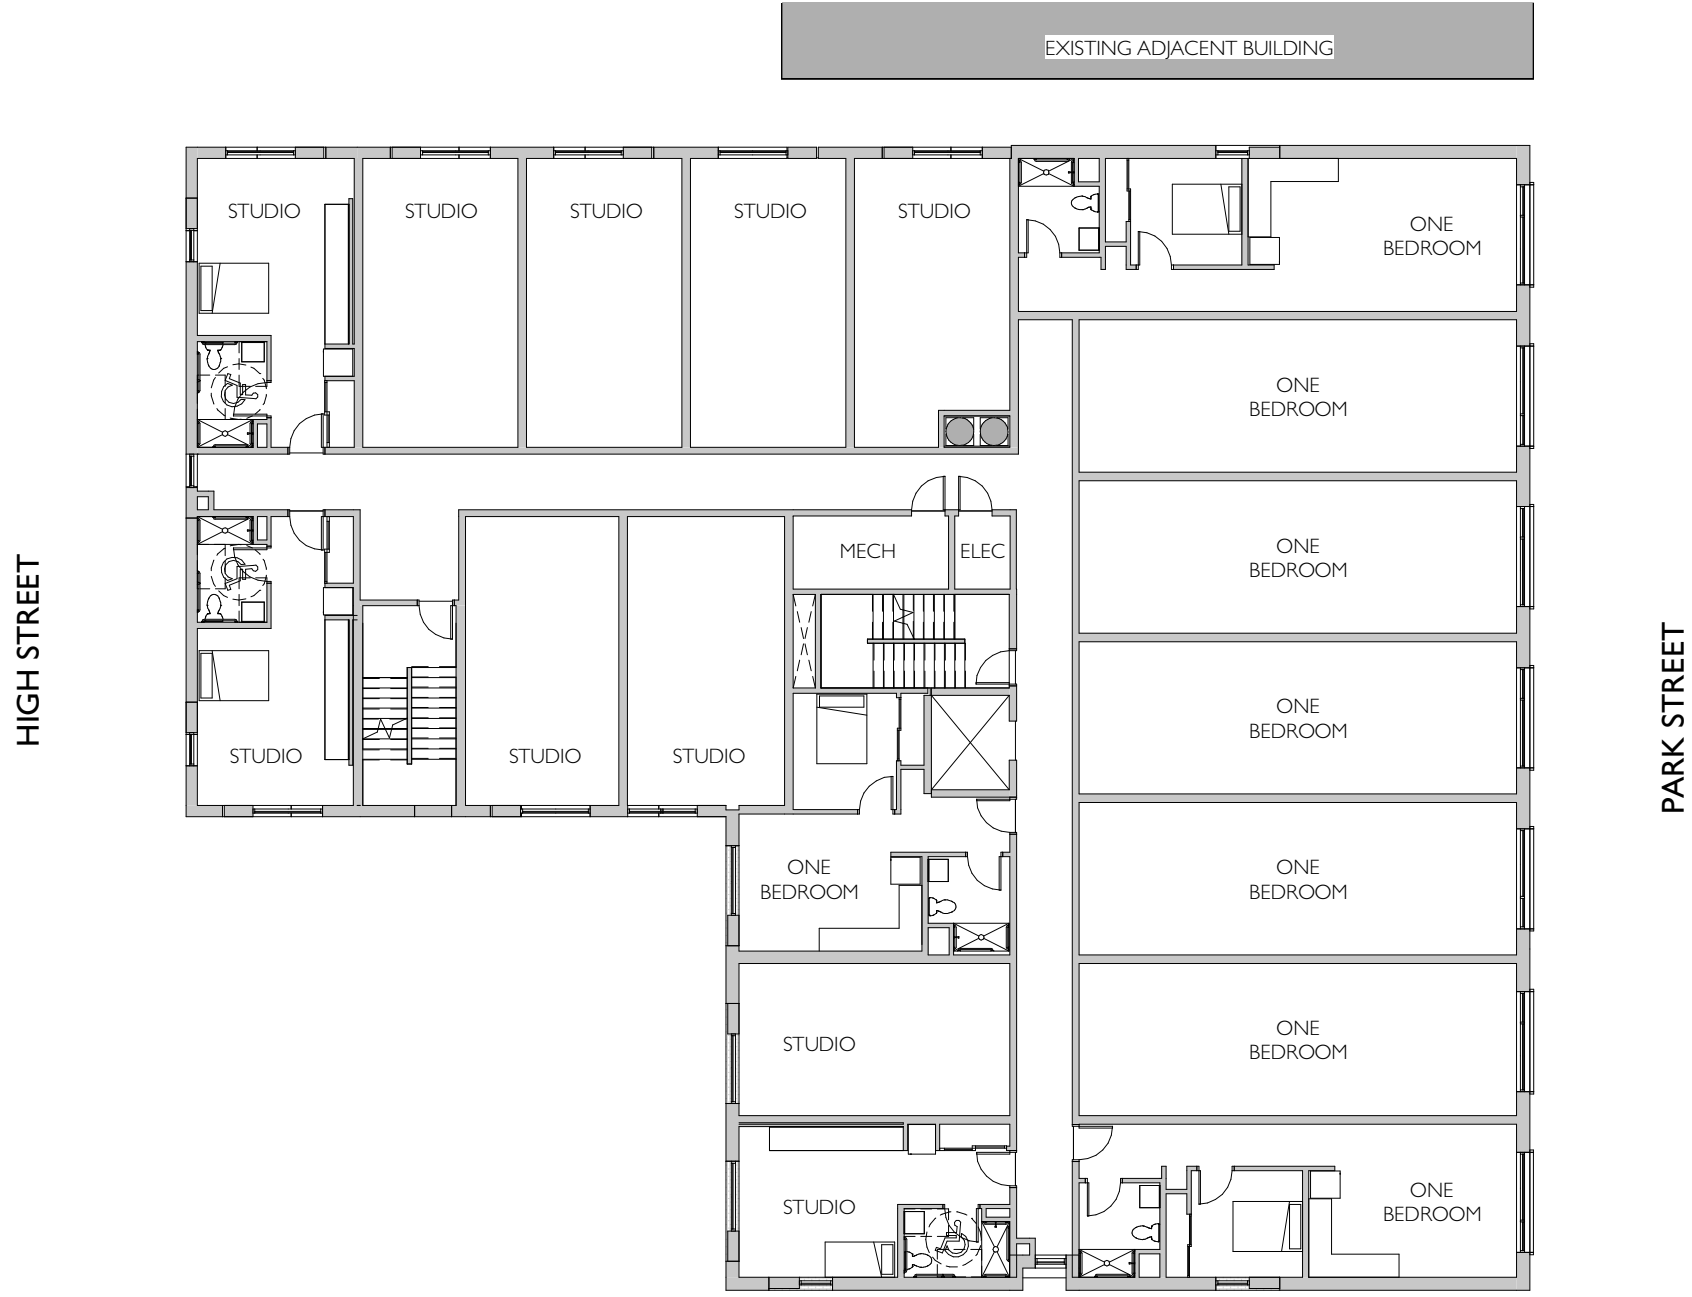 EXISTING ADJACENT BUILDING
STUDIO
STUDIO
STUDIO
STUDIO
STUDIO
ONE
BEDROOM
ONE
BEDROOM
MECH
ELEC
ONE
BEDROOM
HIGH STREET
PARK STREET
STUDIO
STUDIO
STUDIO
ONE
BEDROOM
ONE
BEDROOM
ONE
BEDROOM
STUDIO
ONE
BEDROOM
STUDIO
ONE
BEDROOM